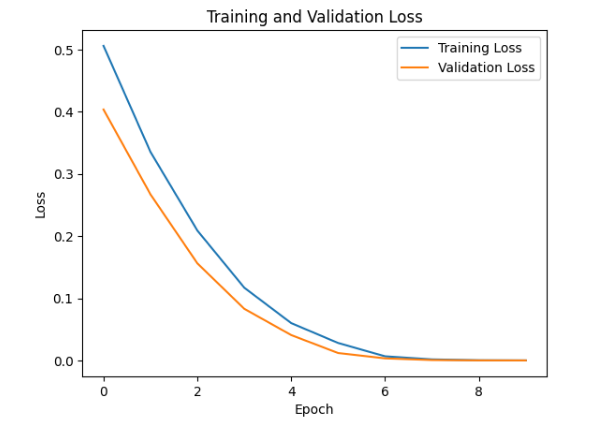 Training and Validation Loss
Training Loss
Validation Loss
0.5
0.4
0.3
0.2
0.1
0.0
Loss
0 2 4 6 8
Epoch